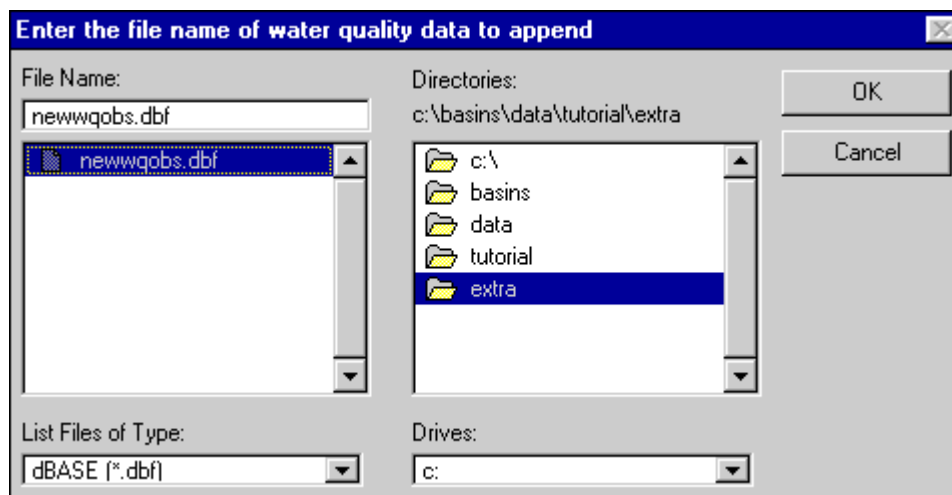 Enter the file name of water quality data to append
File Name:
newwqobs.dbf
newwqobs.dbf
List Files of Type:
dBASE (*.dbf)
Directories:
c:\basins\data\tutorial\extra
c:\
basins
data
tutorial
extra
Drives:
c:
OK
Cancel